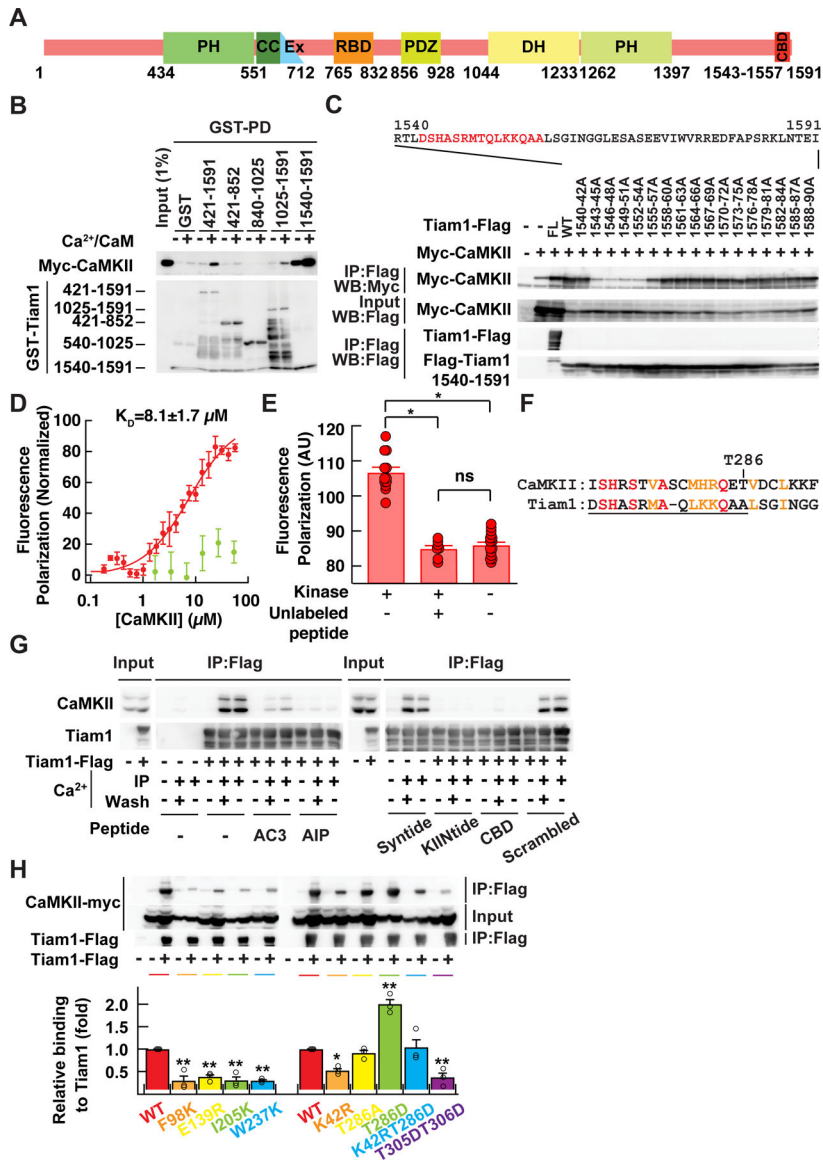 A
PH CC Ex RBD PDZ DH PH CBD
1 434 551 712 765 832 856 928 1044 1233 1262 1397 1543-1557 1591
B
GST-PD
Input (1%) GST 421-1591 421-852 840-1025 1025-1591 1540-1591
Ca²⁺/CaM - + - + - + - + - + - +
Myc-CaMKII
GST-Tiam1
421-1591
1025-1591
421-852
540-1025
1540-1591
C
1540 1591
RTLDSHASRMTQLKKQAALSGINGGLESASEEVIWVRREDFAPSRKLNTEI
Tiam1-Flag - - FL WT 1540-42A 1543-45A 1546-48A 1549-51A 1552-54A 1555-57A 1558-60A 1561-63A 1564-66A 1567-69A 1570-72A 1573-75A 1576-78A 1579-81A 1582-84A 1585-87A 1588-90A
Myc-CaMKII - + + + + + + + + + + + + + + + + + + + +
IP:Flag WB:Myc Myc-CaMKII
Input WB:Flag Myc-CaMKII
IP:Flag WB:Flag
Tiam1-Flag
Flag-Tiam1
1540-1591
D
K_D=8.1±1.7 µM
Fluorescence Polarization (Normalized)
100
80
60
40
20
0
0.1 1 10 100
[CaMKII] (µM)
E
* *
ns
Fluorescence Polarization (AU)
120
110
100
90
80
Kinase + + -
Unlabeled peptide - + -
F
T286
CaMKII:ISHRSTVASCMHRQETVDCLKKF
Tiam1:DSHASRMA-QLKKQAALSGINGG
G
Input IP:Flag Input IP:Flag
CaMKII
Tiam1
Tiam1-Flag - + - - - + + + + + + + + + - + + + + + + + + + + + + +
Ca²⁺ IP - + + - + + - + + - + + - + + - + + - + + - + +
Wash - + - - + - - + - - + - - + - - + - - + - - + -
Peptide - - AC3 AIP Syntide KIINtide CBD Scrambled
H
CaMKII-myc
IP:Flag
Input
Tiam1-Flag IP:Flag
Tiam1-Flag - + - + - + - + - + - + - + - + - + - + - +
Relative binding to Tiam1 (fold)
2.0
1.5
1.0
0.5
** ** ** ** * ** **
WT F98K E139R I205K W237K WT K42R T286A T286D K42RT286D T305DT306D